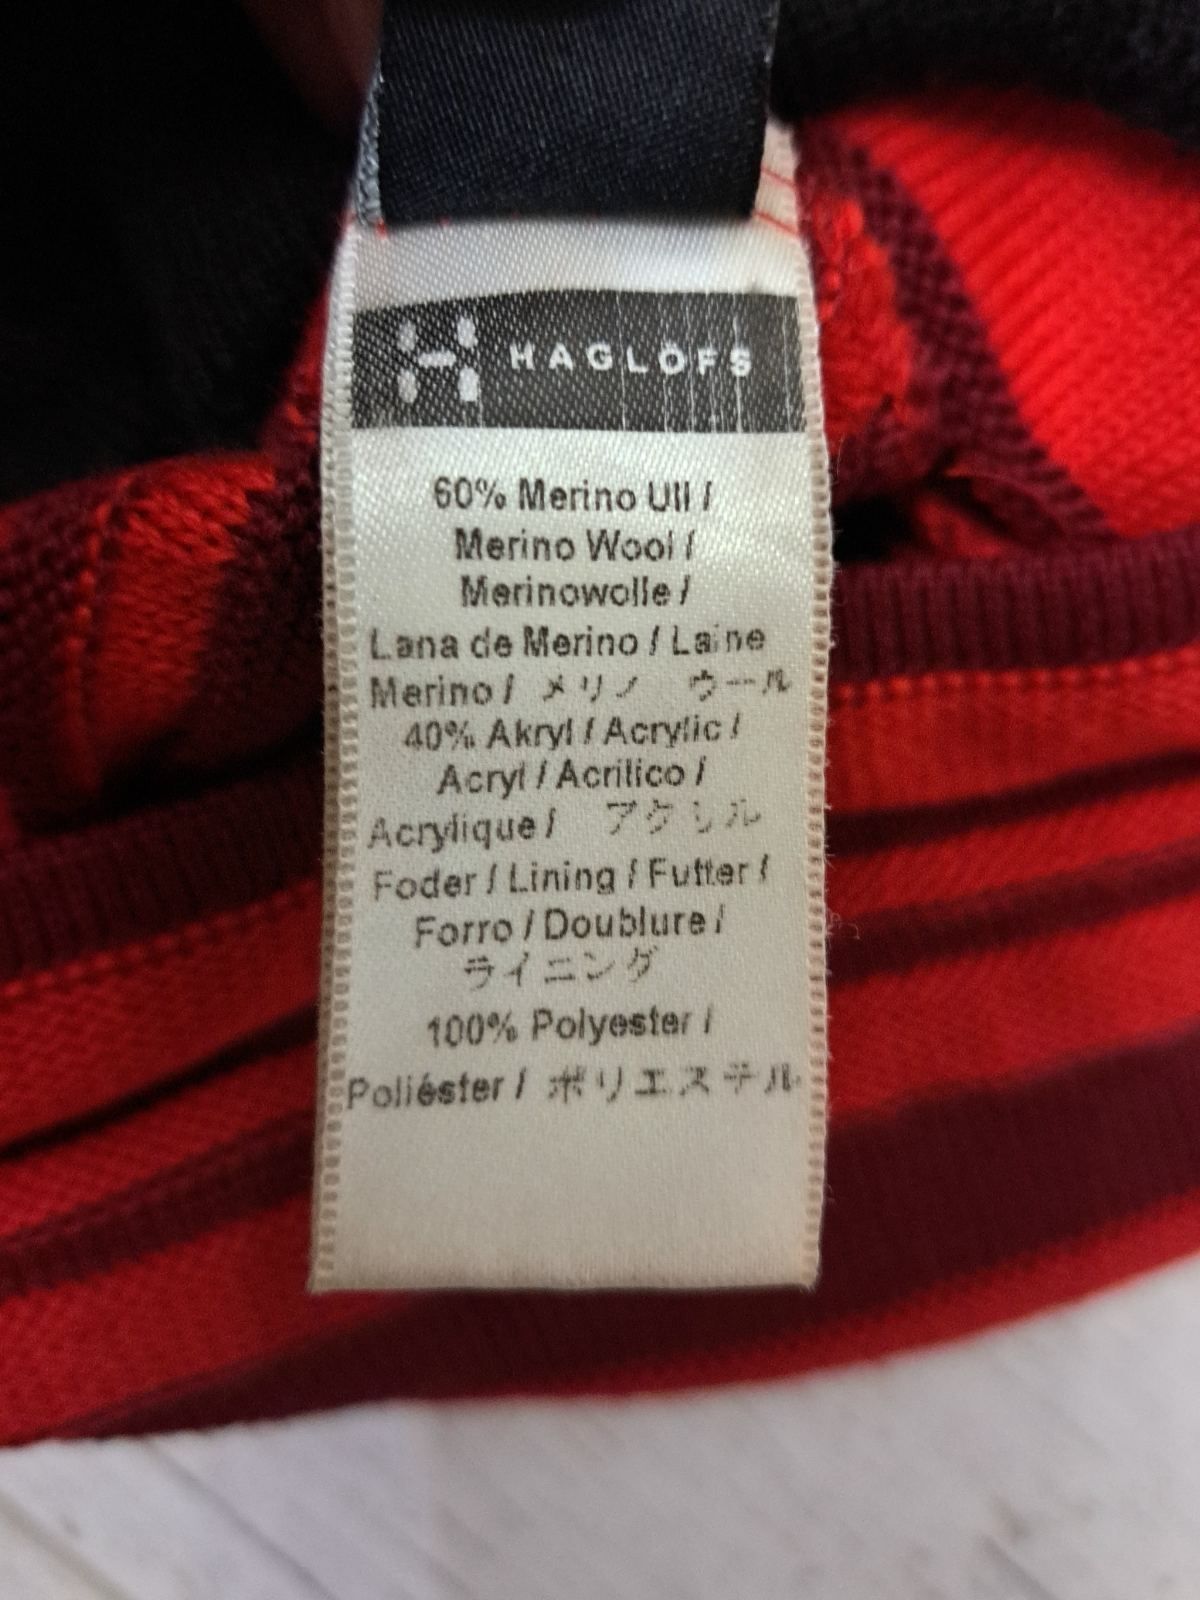 HAGLÖFS
60% Merino Ull /
Merino Wool /
Merinowolle /
Lana de Merino / Laine
Merino / メリノ ウール
40% Akryl / Acrylic /
Acryl / Acrilico /
Acrylique / アクリル
Foder / Lining / Futter /
Forro / Doublure /
ライニング
100% Polyester /
Poliéster / ポリエステル